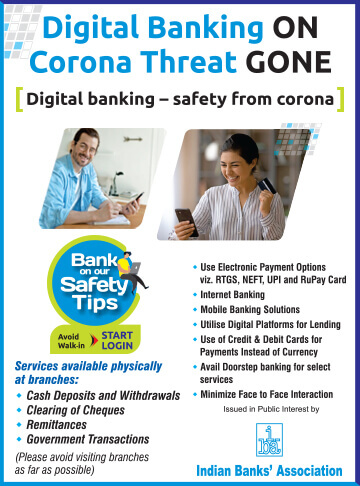 Digital Banking ON
Corona Threat GONE
[Digital banking – safety from corona]
Bank
on our
Safety
Tips
Avoid
Walk-in
START
LOGIN
Services available physically
at branches:
• Cash Deposits and Withdrawals
• Clearing of Cheques
• Remittances
• Government Transactions
(Please avoid visiting branches
as far as possible)
• Use Electronic Payment Options
viz. RTGS, NEFT, UPI and RuPay Card
• Internet Banking
• Mobile Banking Solutions
• Utilise Digital Platforms for Lending
• Use of Credit & Debit Cards for
Payments Instead of Currency
• Avail Doorstep banking for select
services
• Minimize Face to Face Interaction
Issued in Public Interest by
iba
Indian Banks' Association